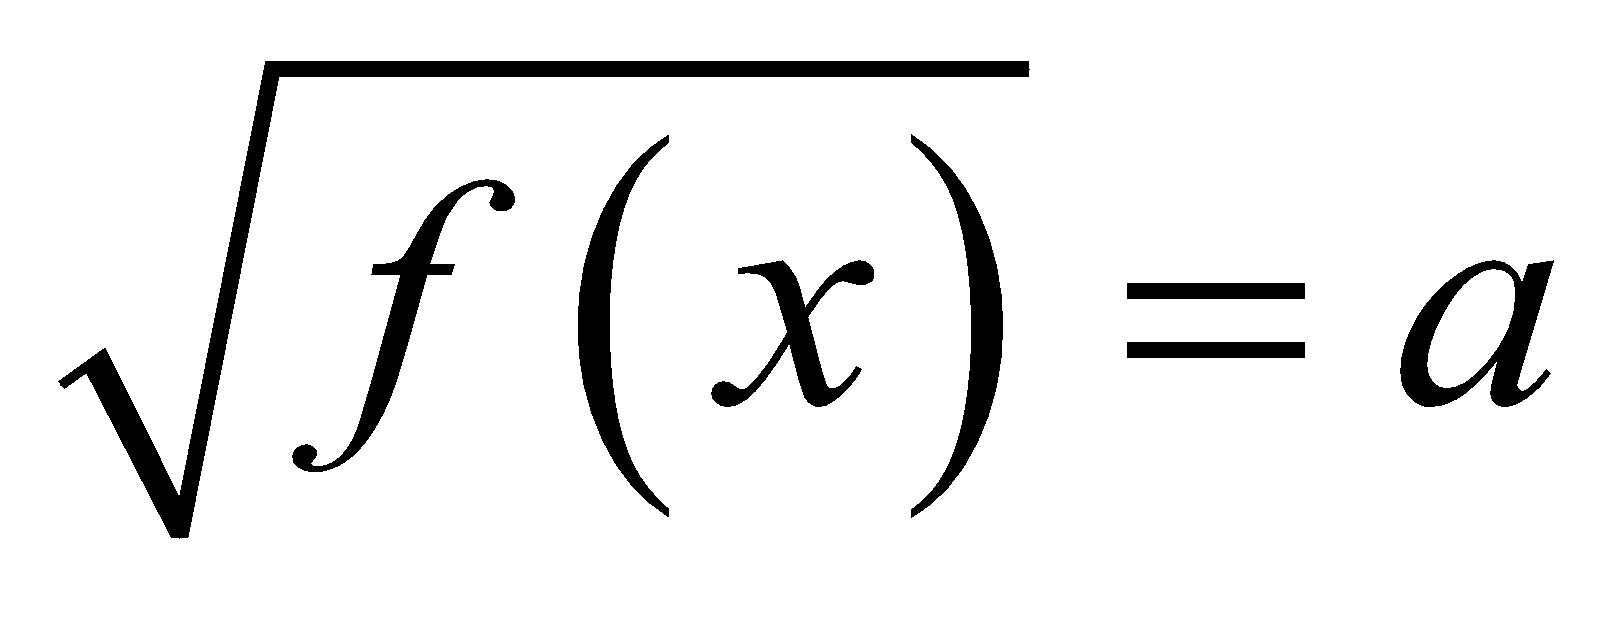 √f(x) = a